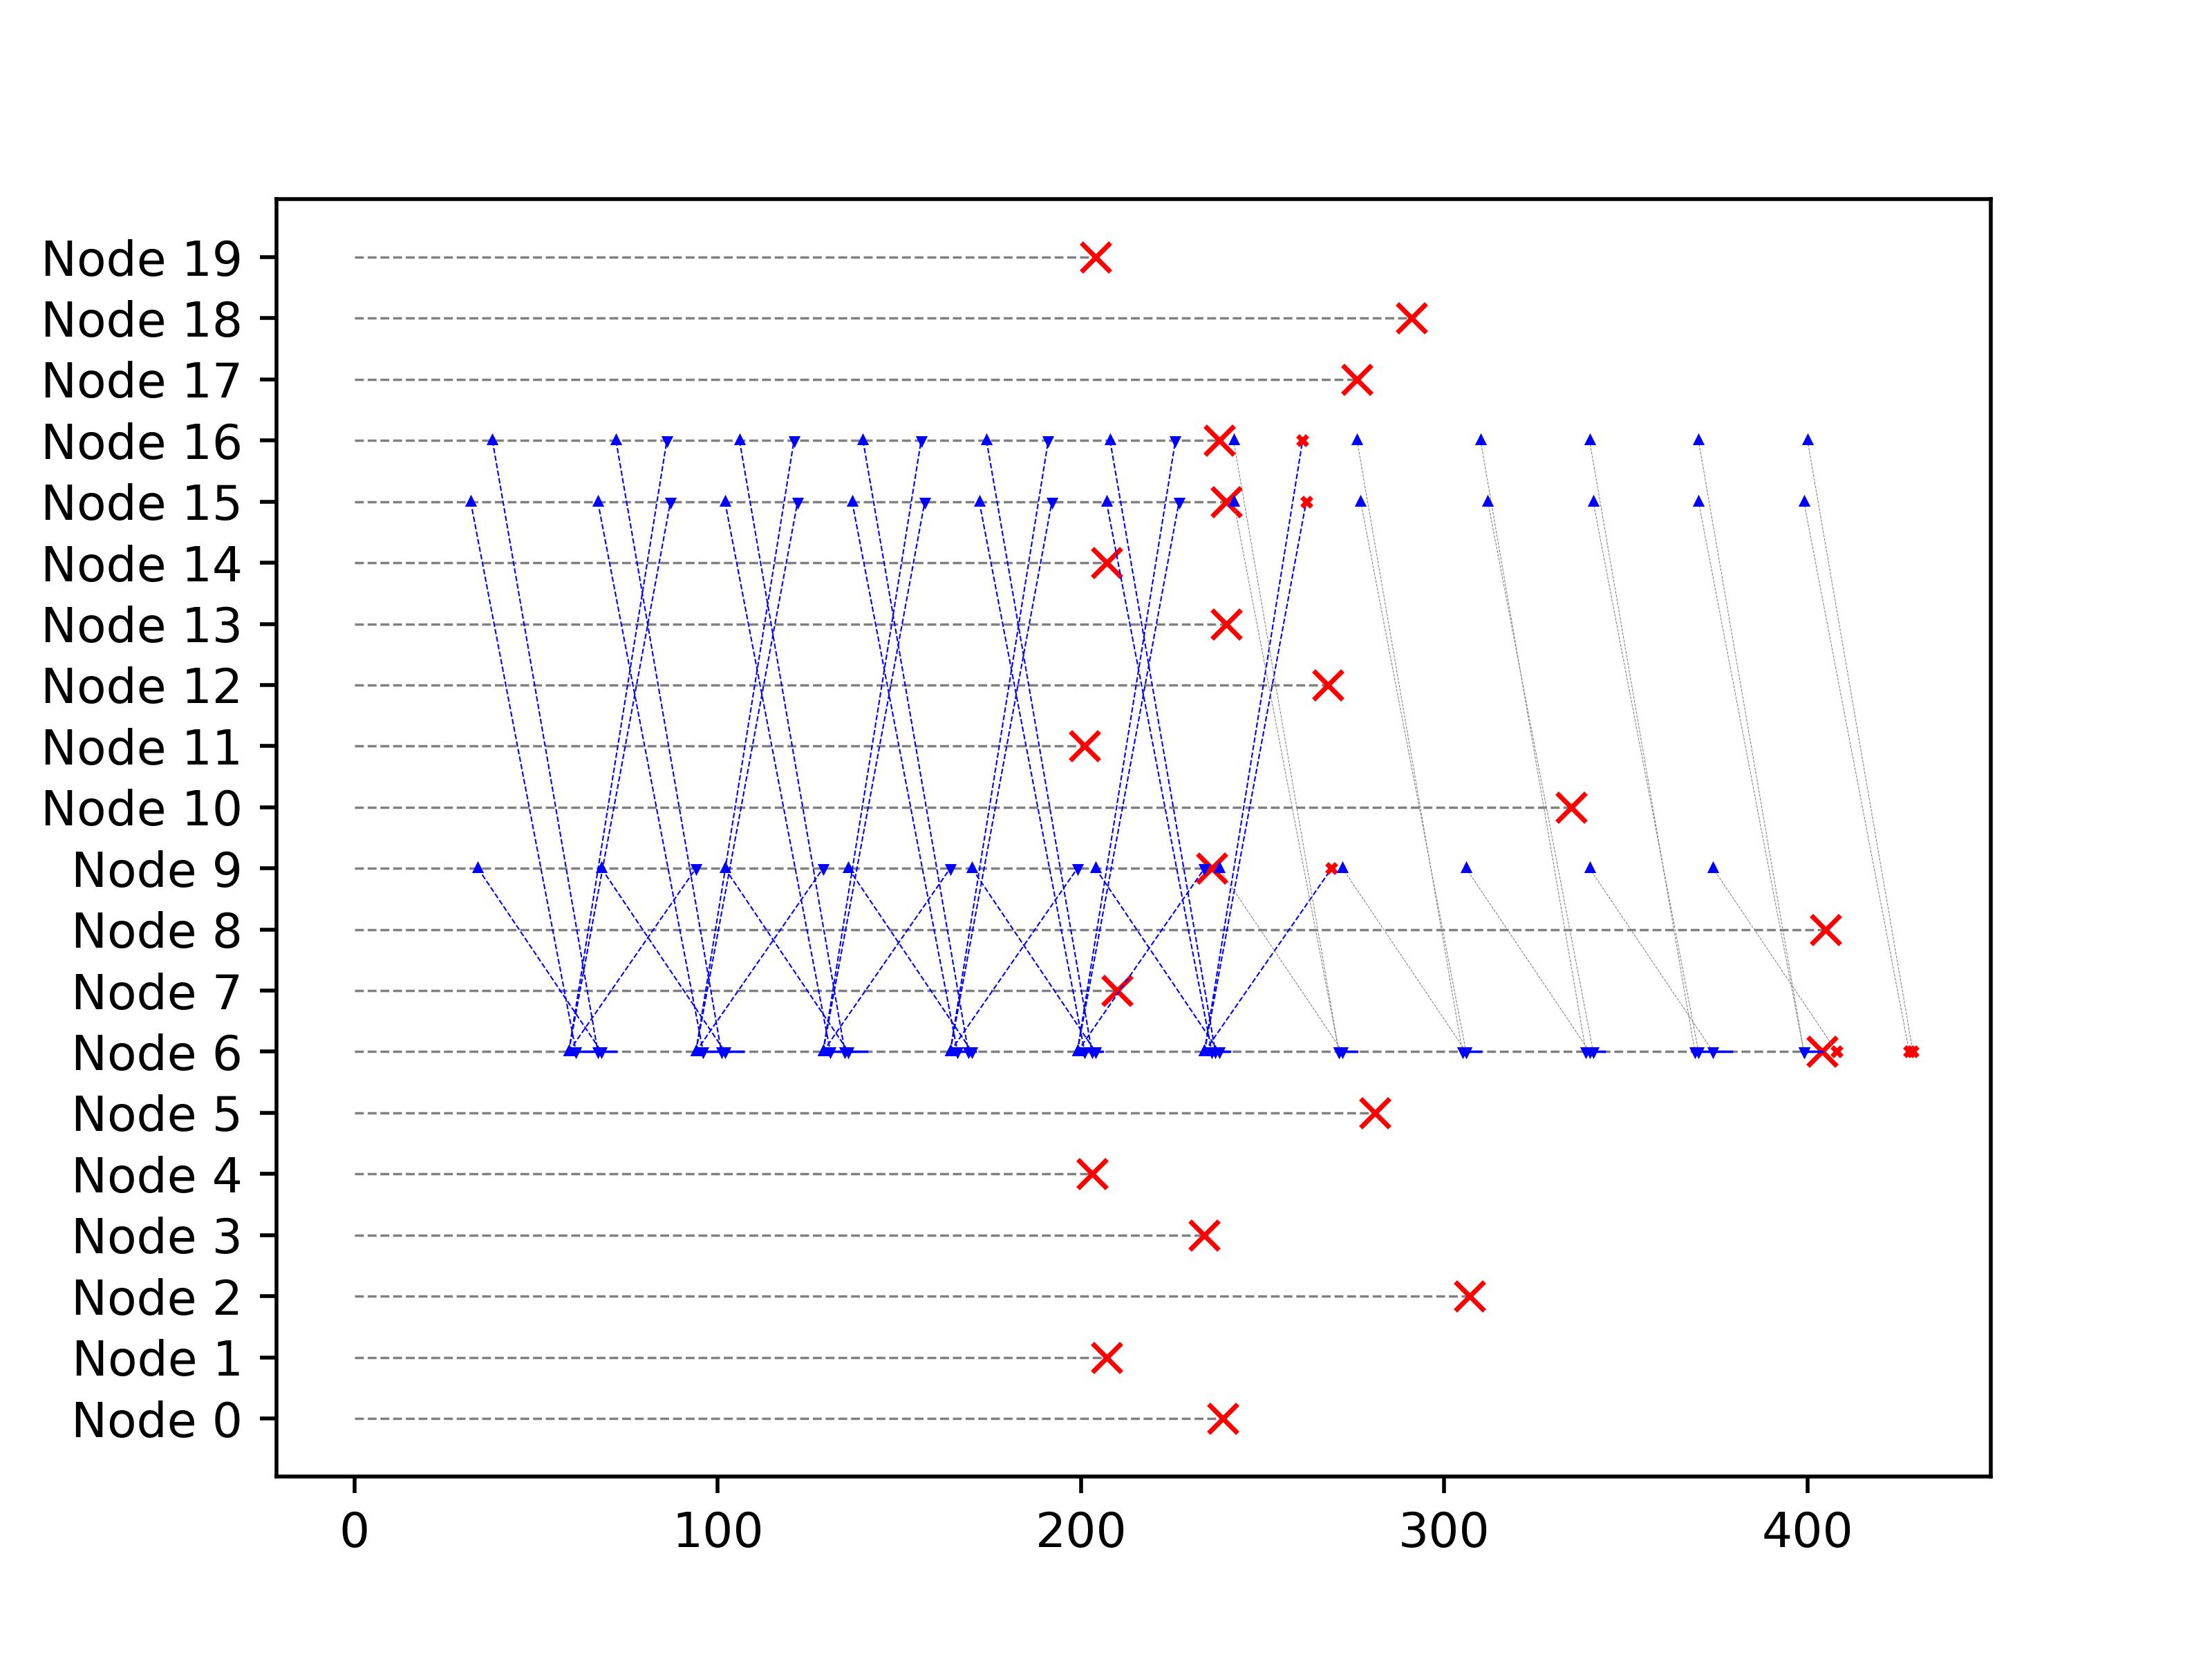 Node 19
Node 18
Node 17
Node 16
Node 15
Node 14
Node 13
Node 12
Node 11
Node 10
Node 9
Node 8
Node 7
Node 6
Node 5
Node 4
Node 3
Node 2
Node 1
Node 0
0 100 200 300 400